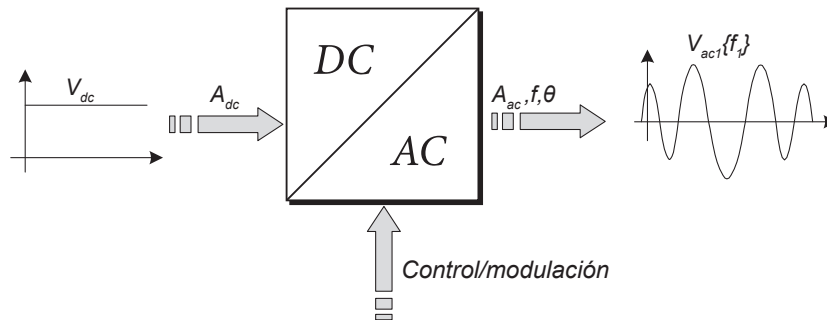 V_dc
A_dc
DC
AC
A_ac, f, θ
V_ac1{f_1}
Control/modulación